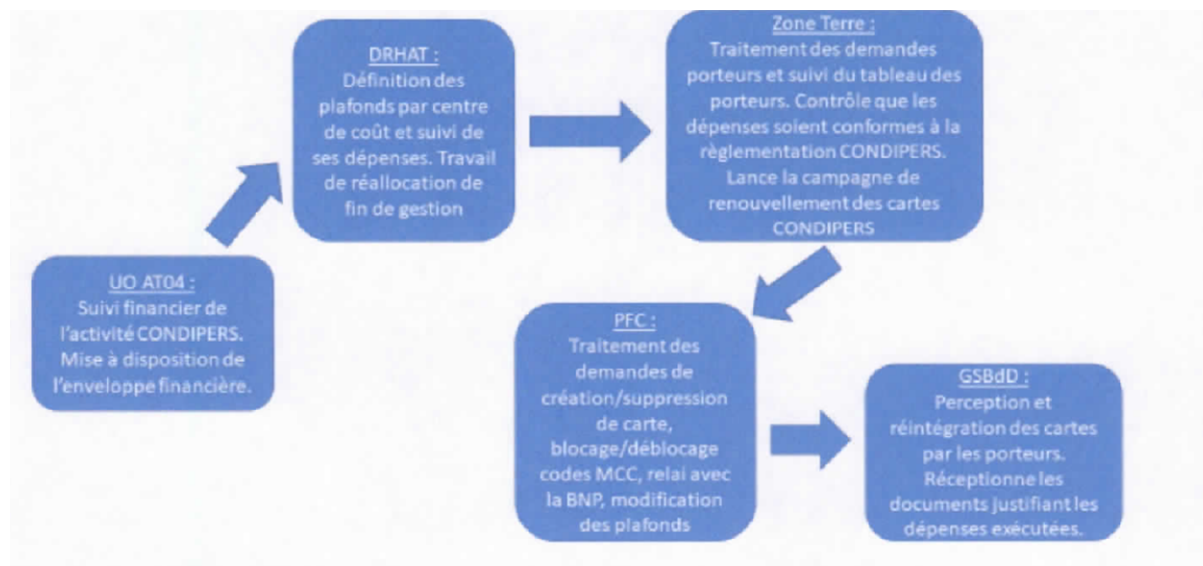 UO AT04 :
Suivi financier de
l'activité CONDIPERS.
Mise à disposition de
l'enveloppe financière.
DRHAT :
Définition des
plafonds par centre
de coût et suivi de
ses dépenses. Travail
de réallocation de
fin de gestion
Zone Terre :
Traitement des demandes
porteurs et suivi du tableau des
porteurs. Contrôle que les
dépenses soient conformes à la
règlementation CONDIPERS.
Lance la campagne de
renouvellement des cartes
CONDIPERS
PFC :
Traitement des
demandes de
création/suppression
de carte,
blocage/déblocage
codes MCC, relai avec
la BNP, modification
des plafonds
GSBdD :
Perception et
réintégration des cartes
par les porteurs.
Réceptionne les
documents justifiant les
dépenses exécutées.